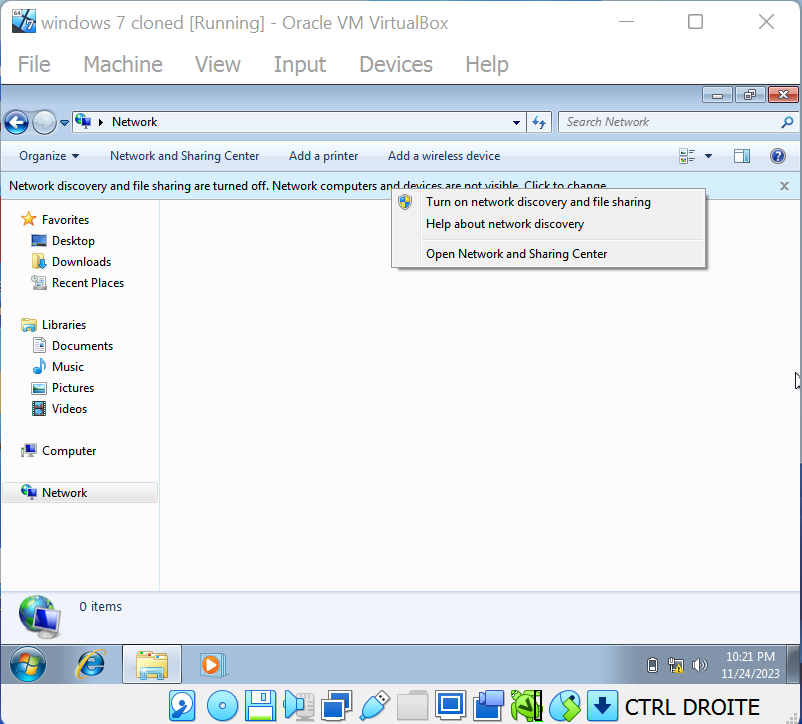 windows 7 cloned [Running] - Oracle VM VirtualBox
File Machine View Input Devices Help
Network
Search Network
Organize Network and Sharing Center Add a printer Add a wireless device
Network discovery and file sharing are turned off. Network computers and devices are not visible. Click to change...
Turn on network discovery and file sharing
Help about network discovery
Open Network and Sharing Center
Favorites
Desktop
Downloads
Recent Places
Libraries
Documents
Music
Pictures
Videos
Computer
Network
0 items
10:21 PM
11/24/2023
CTRL DROITE